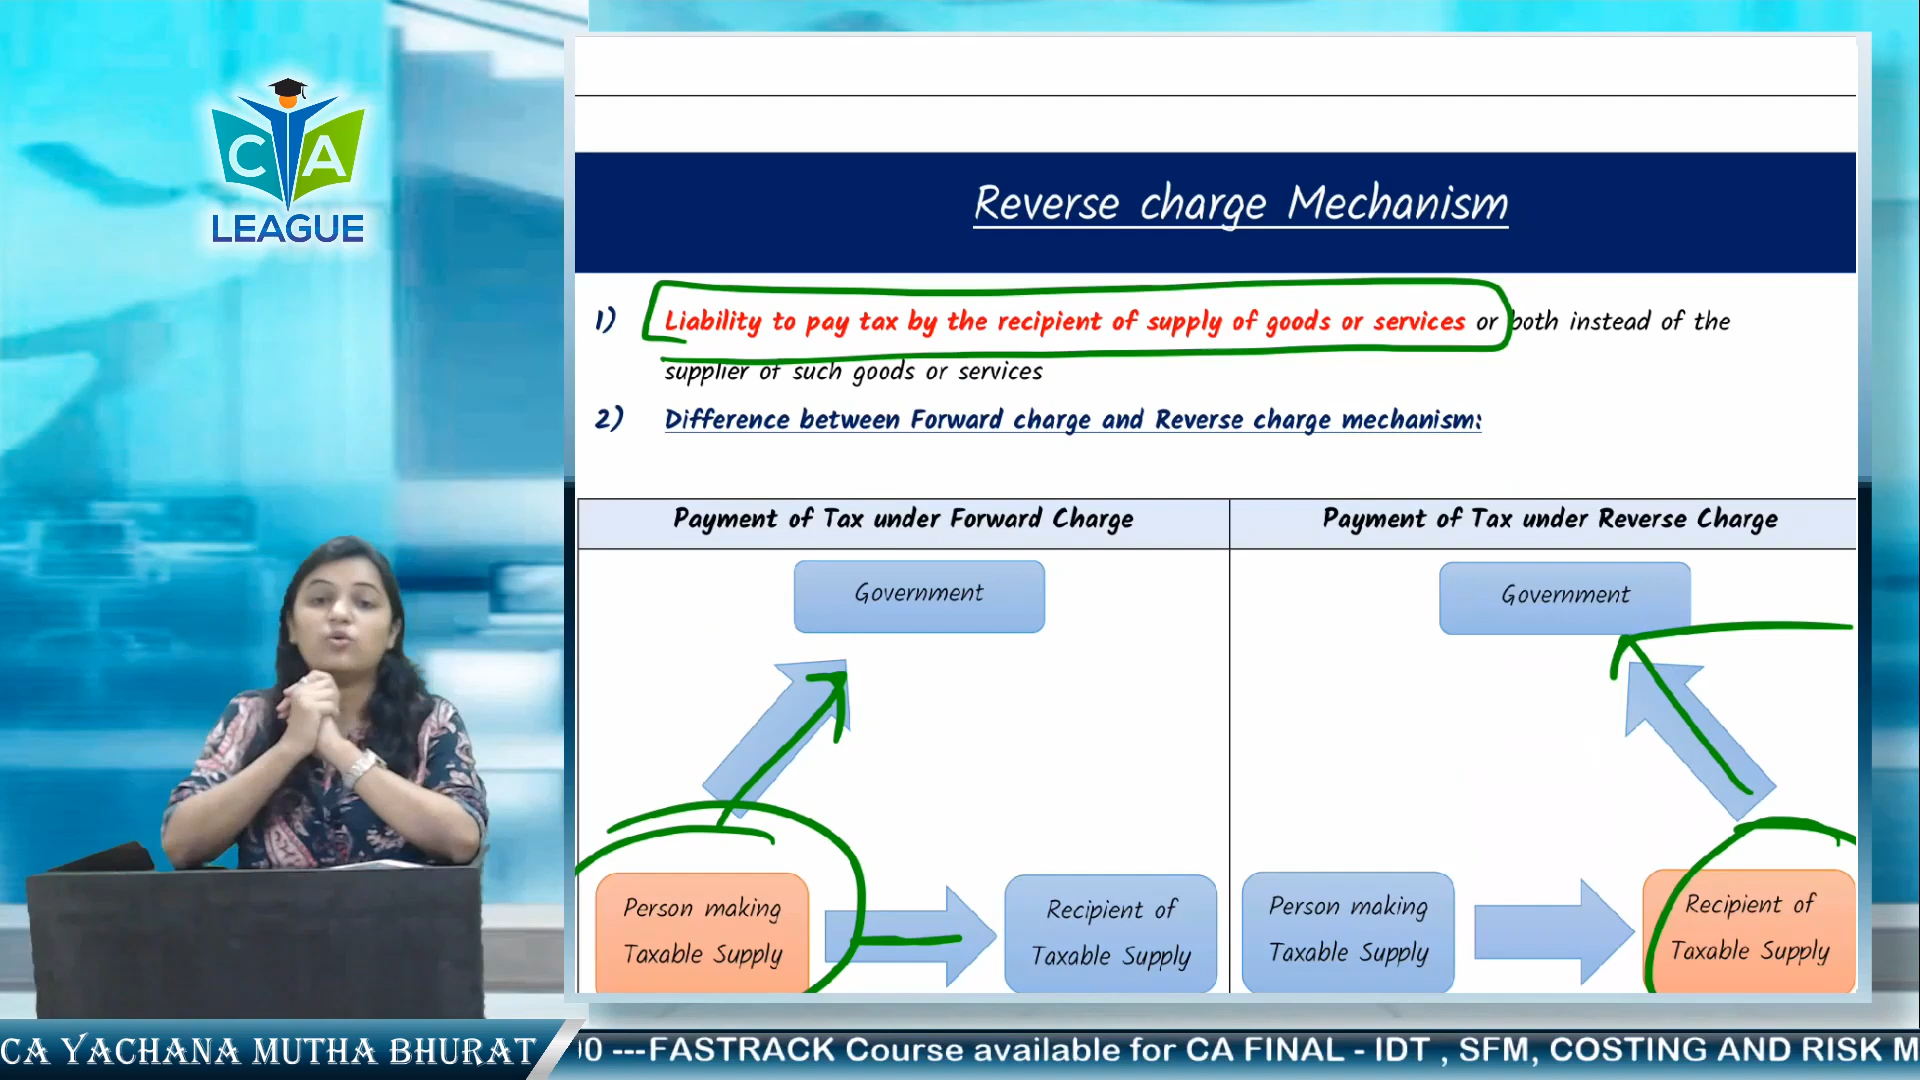 C A
LEAGUE
Reverse charge Mechanism
1) Liability to pay tax by the recipient of supply of goods or services or both instead of the
supplier of such goods or services
2) Difference between Forward charge and Reverse charge mechanism:
Payment of Tax under Forward Charge
Payment of Tax under Reverse Charge
Government
Government
Person making
Taxable Supply
Recipient of
Taxable Supply
Person making
Taxable Supply
Recipient of
Taxable Supply
CA YACHANA MUTHA BHURAT
00 ---FASTRACK Course available for CA FINAL - IDT , SFM, COSTING AND RISK M